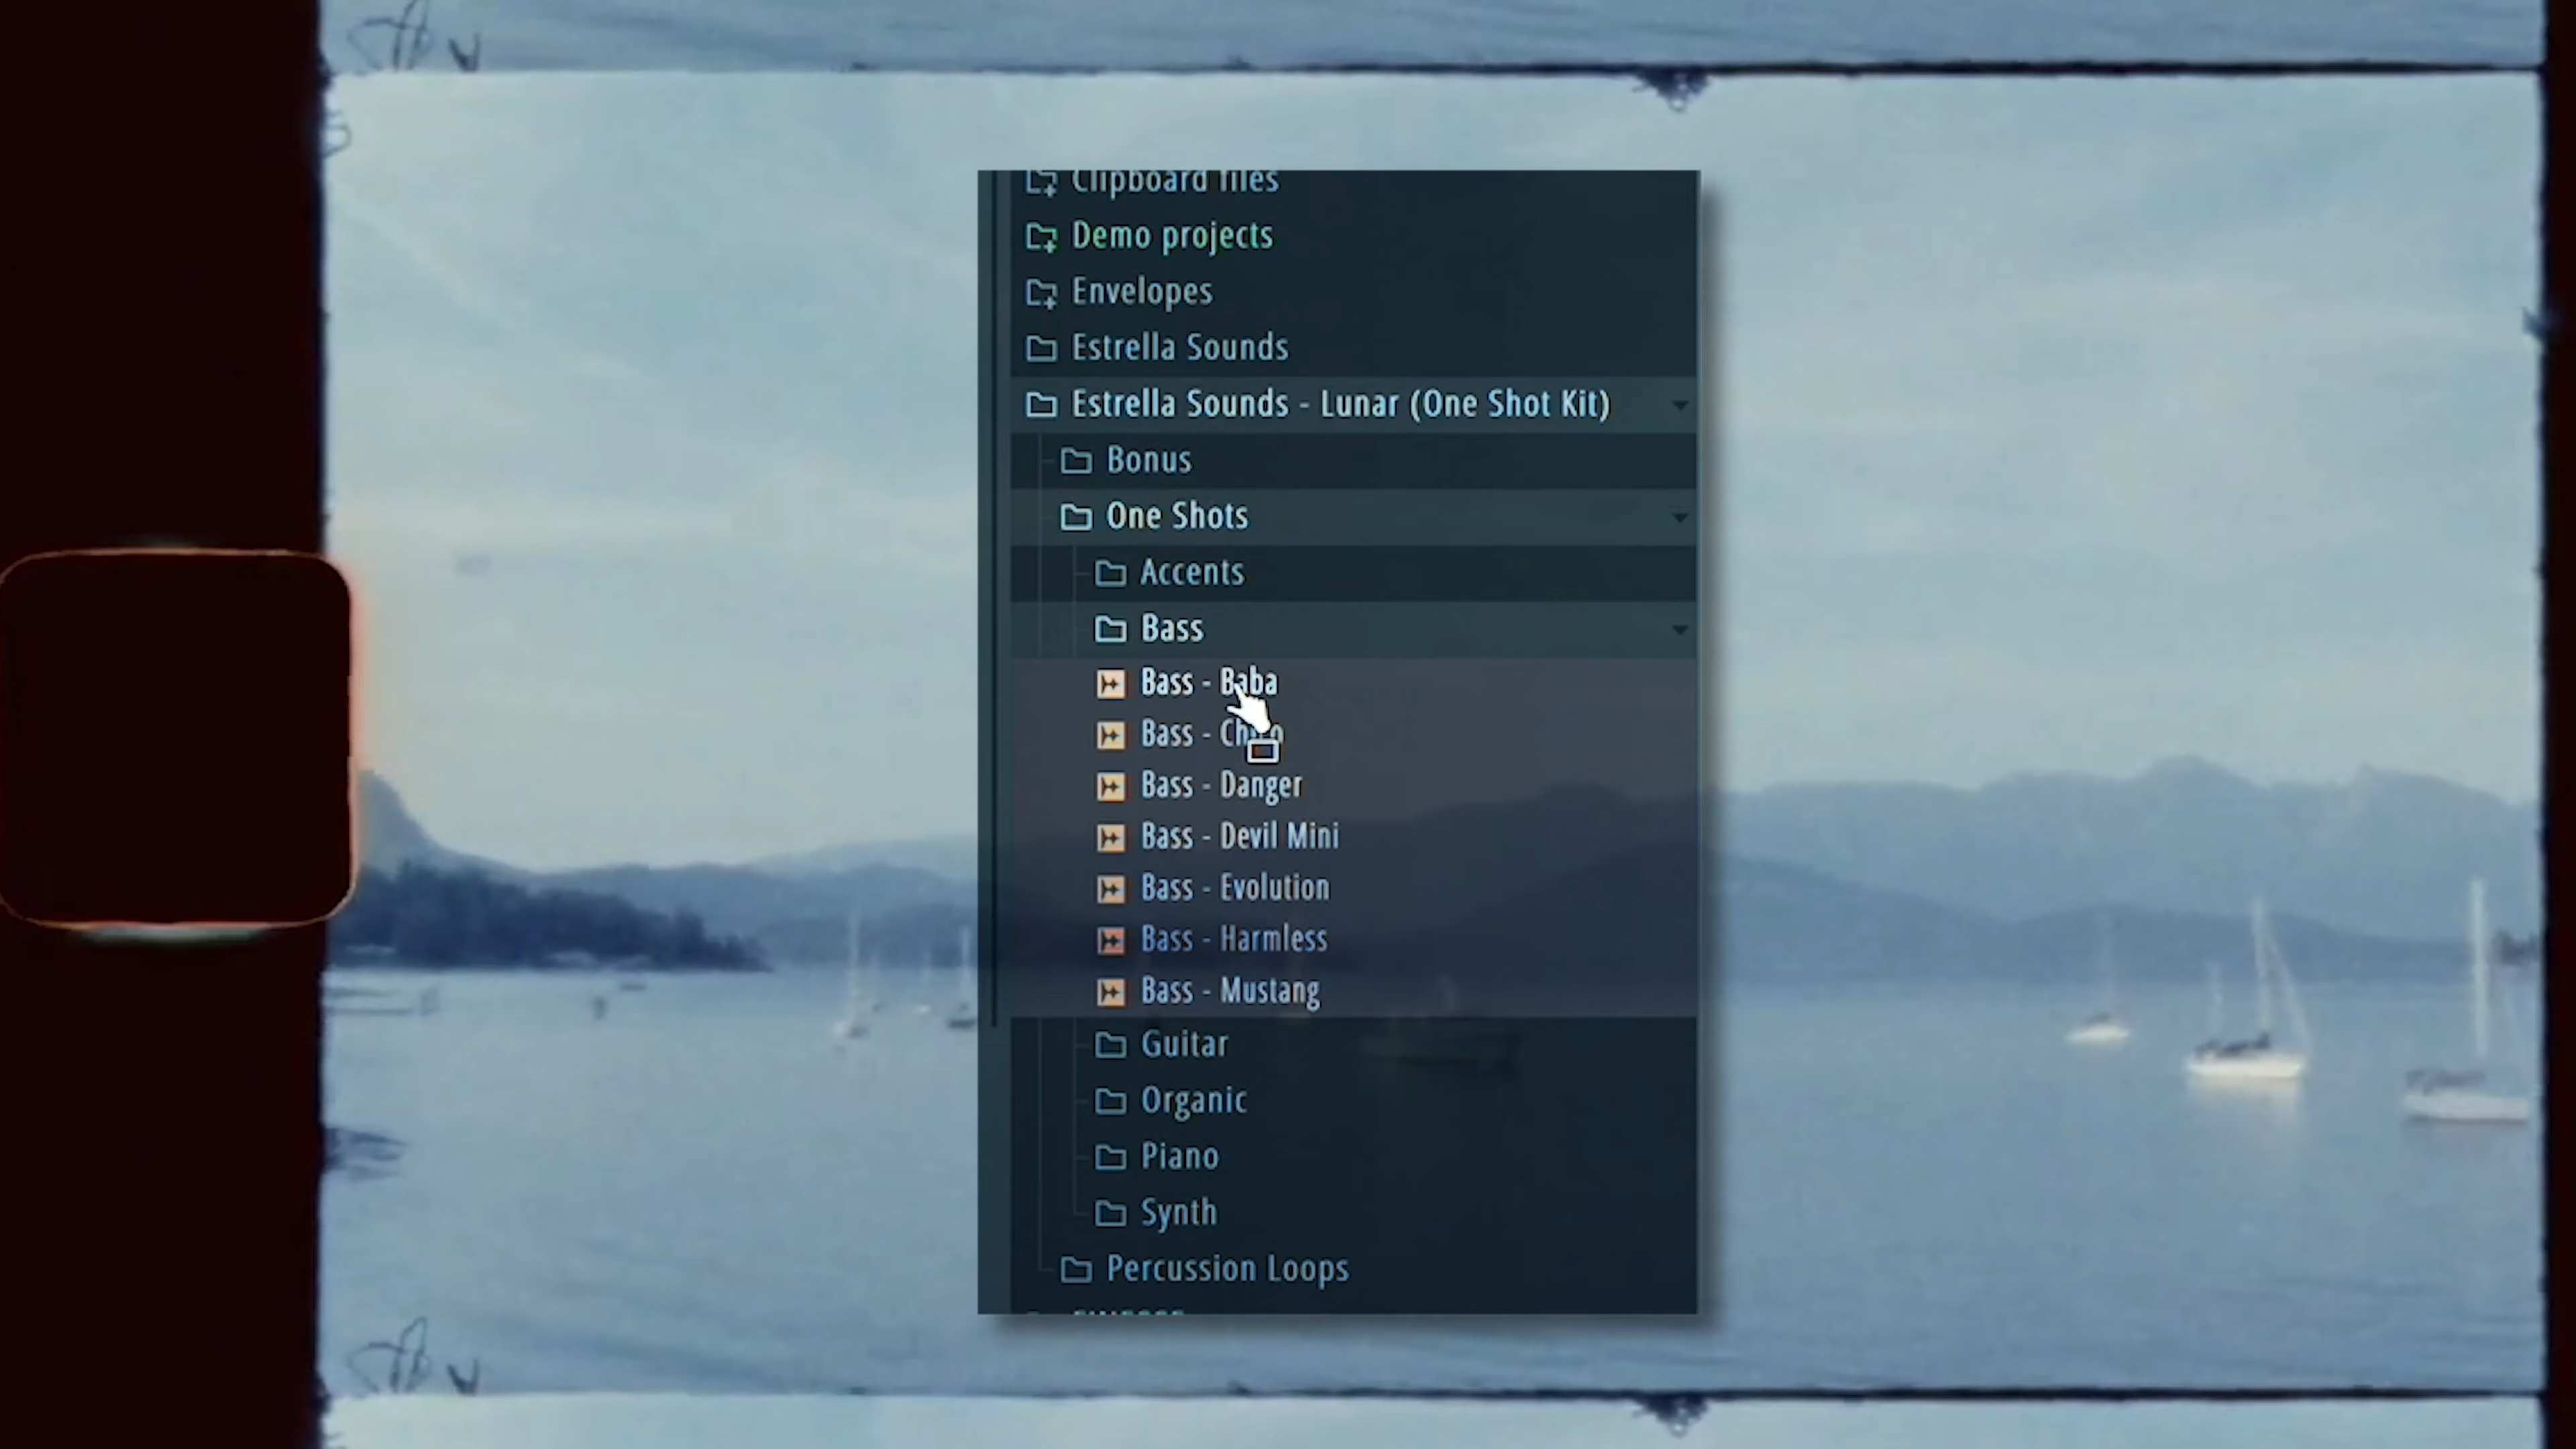 Clipboard files
Demo projects
Envelopes
Estrella Sounds
Estrella Sounds - Lunar (One Shot Kit)
Bonus
One Shots
Accents
Bass
Bass - Baba
Bass -
Bass - Danger
Bass - Devil Mini
Bass - Evolution
Bass - Harmless
Bass - Mustang
Guitar
Organic
Piano
Synth
Percussion Loops